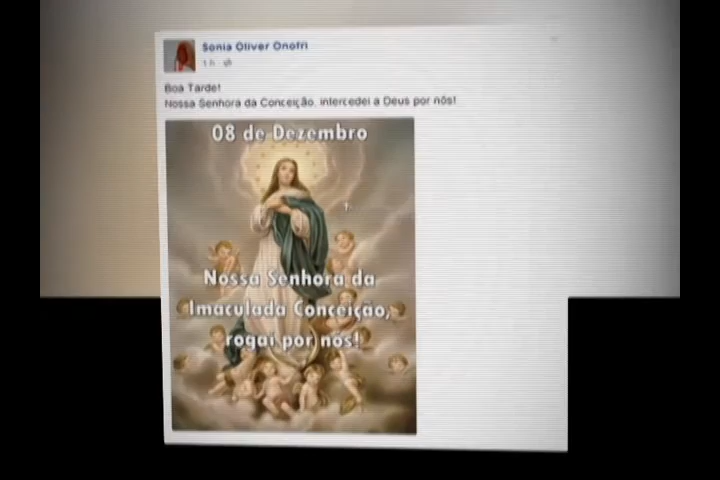 Sonia Oliver Onofri
1 h
Boa Tarde!
Nossa Senhora da Conceição, intercedei a Deus por nós!
08 de Dezembro
Nossa Senhora da
Imaculada Conceição,
rogai por nós!